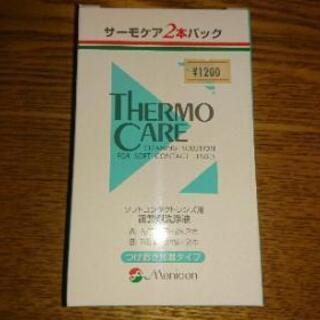 サーモケア2本パック
¥1200
THERMO
CARE
CLEANING SOLUTION
FOR SOFT CONTACT LENS
ソフトコンタクトレンズ用
洗浄液
つけおき
タイプ
Menicon